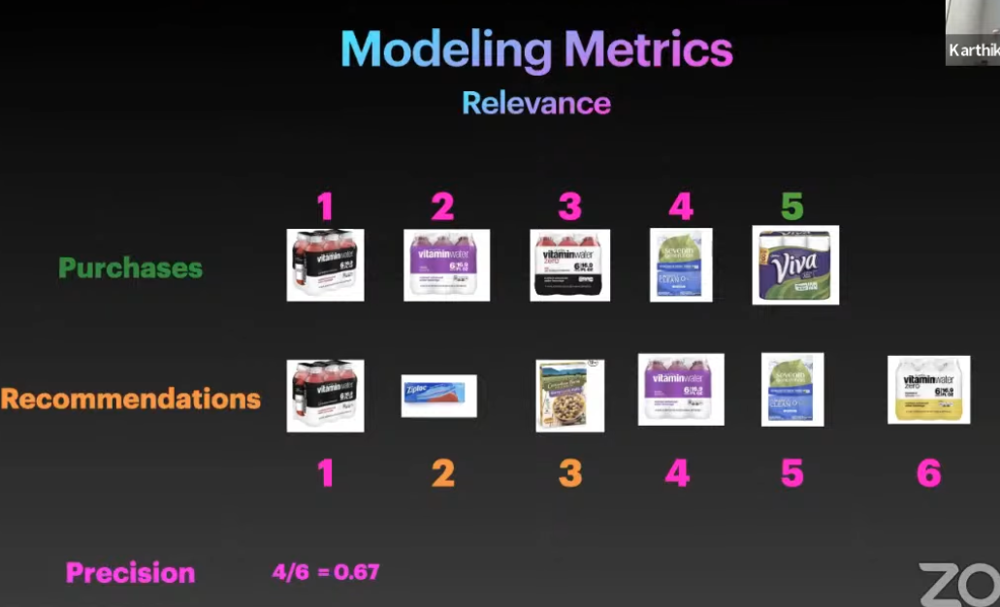 Modeling Metrics
Karthik
Relevance
1 2 3 4 5
Purchases
vitaminwater
vitaminwater
vitaminwater
zero
Viva
Recommendations
Ziploc
vitaminwater
vitaminwater
zero
1 2 3 4 5 6
Precision 4/6 = 0.67
ZO